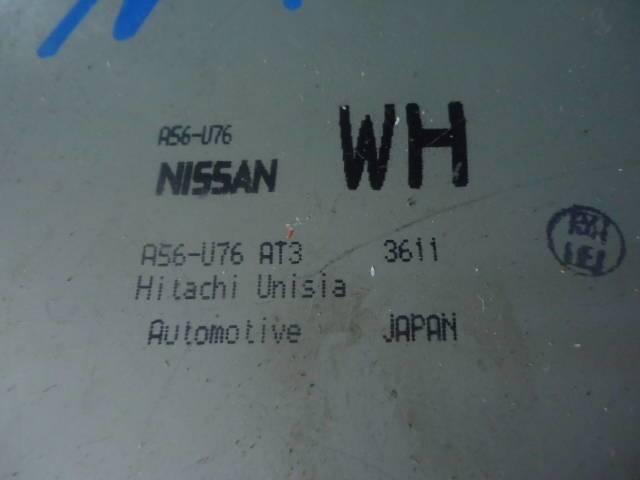 A56-U76
NISSAN WH
A56-U76 AT3 3611
Hitachi Unisia
Automotive JAPAN